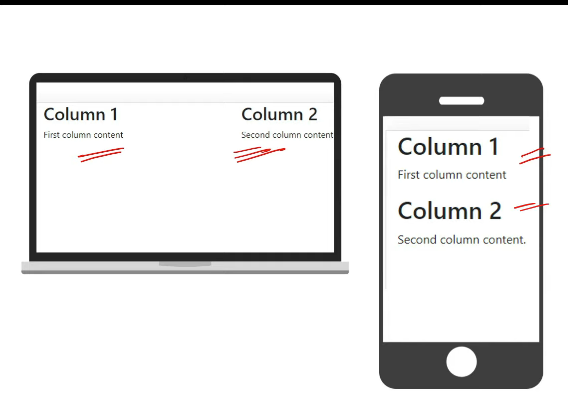 Column 1
First column content
Column 2
Second column content
Column 1
First column content
Column 2
Second column content.